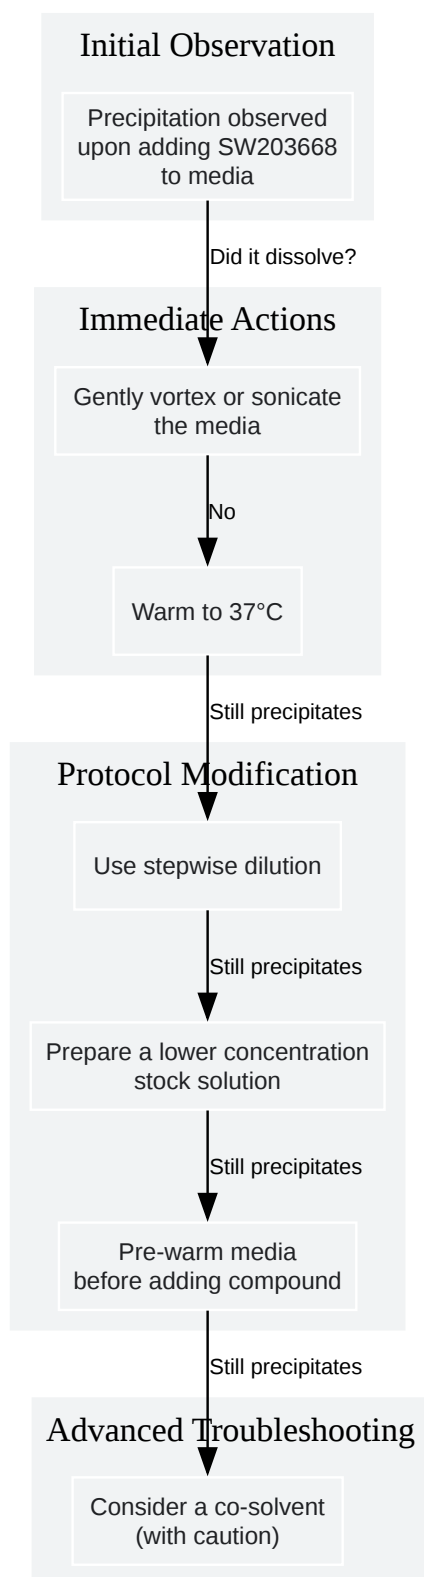 Initial Observation
Precipitation observed
upon adding SW203668
to media
Did it dissolve?
Immediate Actions
Gently vortex or sonicate
the media
No
Warm to 37°C
Still precipitates
Protocol Modification
Use stepwise dilution
Still precipitates
Prepare a lower concentration
stock solution
Still precipitates
Pre-warm media
before adding compound
Still precipitates
Advanced Troubleshooting
Consider a co-solvent
(with caution)